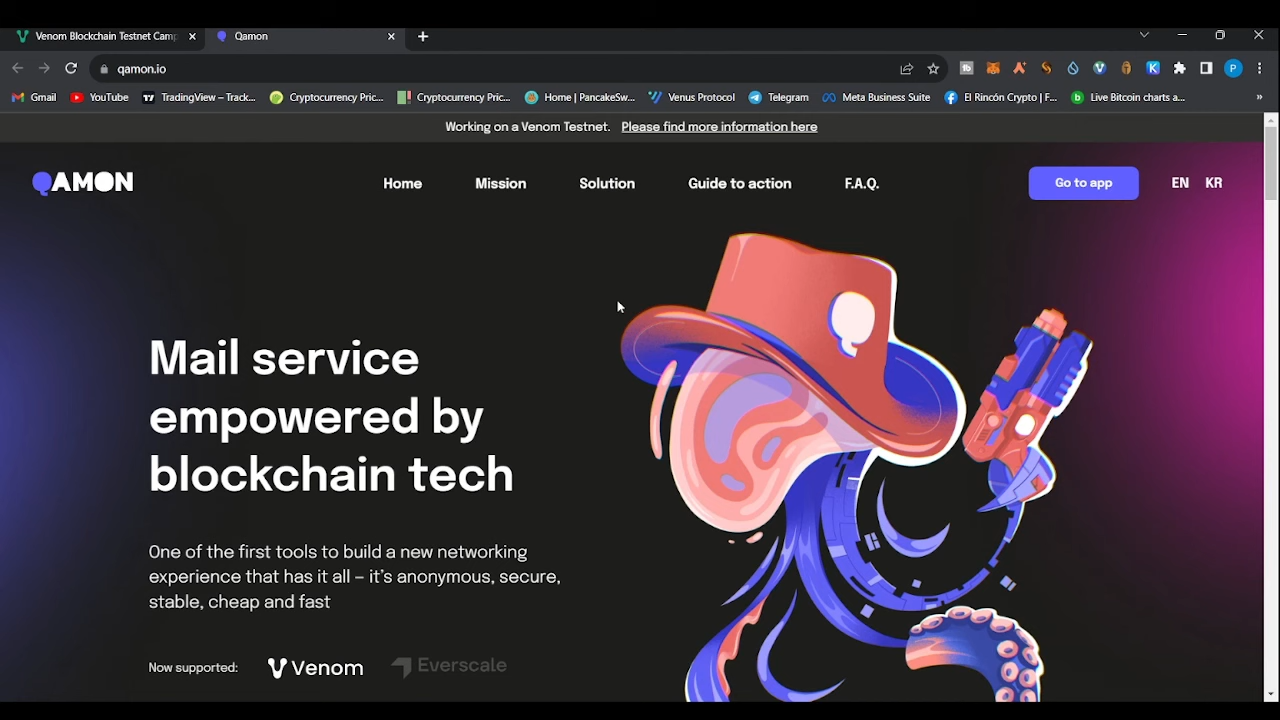 Venom Blockchain Testnet Camp
Qamon
qamon.io
Gmail
YouTube
TradingView – Track...
Cryptocurrency Pric...
Cryptocurrency Pric...
Home | PancakeSw...
Venus Protocol
Telegram
Meta Business Suite
El Rincón Crypto | F...
Live Bitcoin charts a...
Working on a Venom Testnet. Please find more information here
QAMON
Home
Mission
Solution
Guide to action
F.A.Q.
Go to app
EN KR
Mail service
empowered by
blockchain tech
One of the first tools to build a new networking
experience that has it all – it's anonymous, secure,
stable, cheap and fast
Now supported:
Venom
Everscale